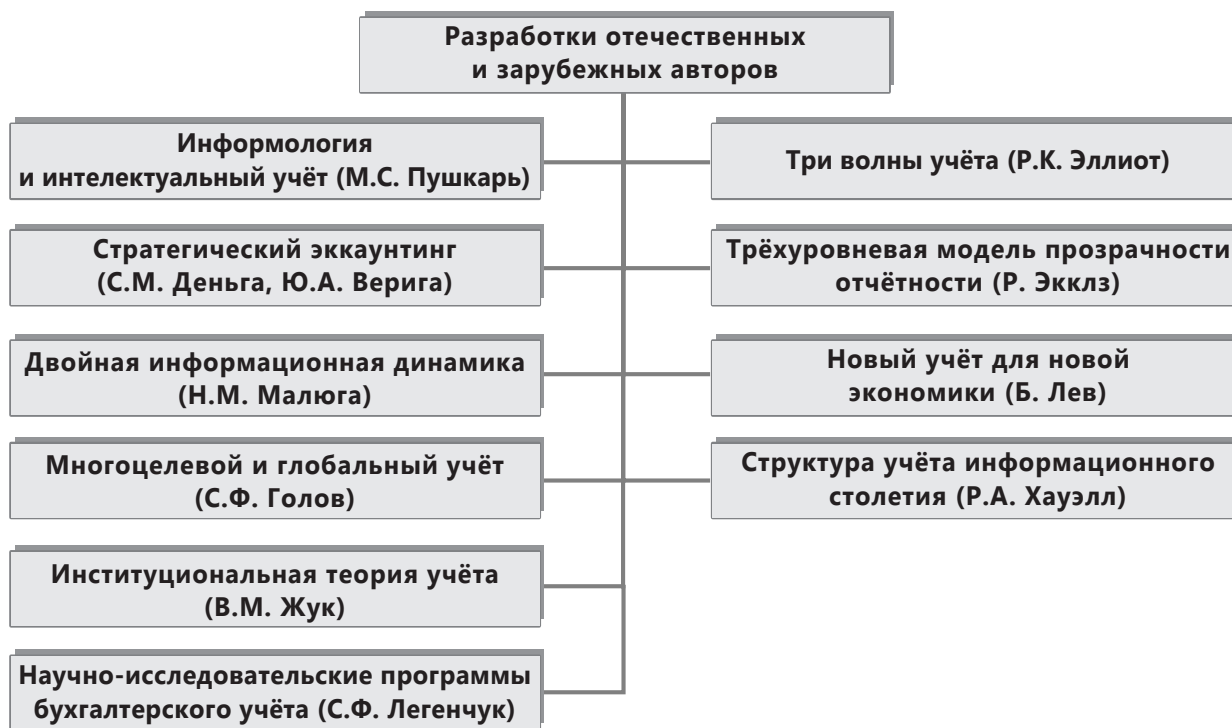 Разработки отечественных
и зарубежных авторов
Информология
и интелектуальный учёт (М.С. Пушкарь)
Стратегический эккаунтинг
(С.М. Деньга, Ю.А. Верига)
Двойная информационная динамика
(Н.М. Малюга)
Многоцелевой и глобальный учёт
(С.Ф. Голов)
Институциональная теория учёта
(В.М. Жук)
Научно-исследовательские программы
бухгалтерского учёта (С.Ф. Легенчук)
Три волны учёта (Р.К. Эллиот)
Трёхуровневая модель прозрачности
отчётности (Р. Экклз)
Новый учёт для новой
экономики (Б. Лев)
Структура учёта информационного
столетия (Р.А. Хауэлл)